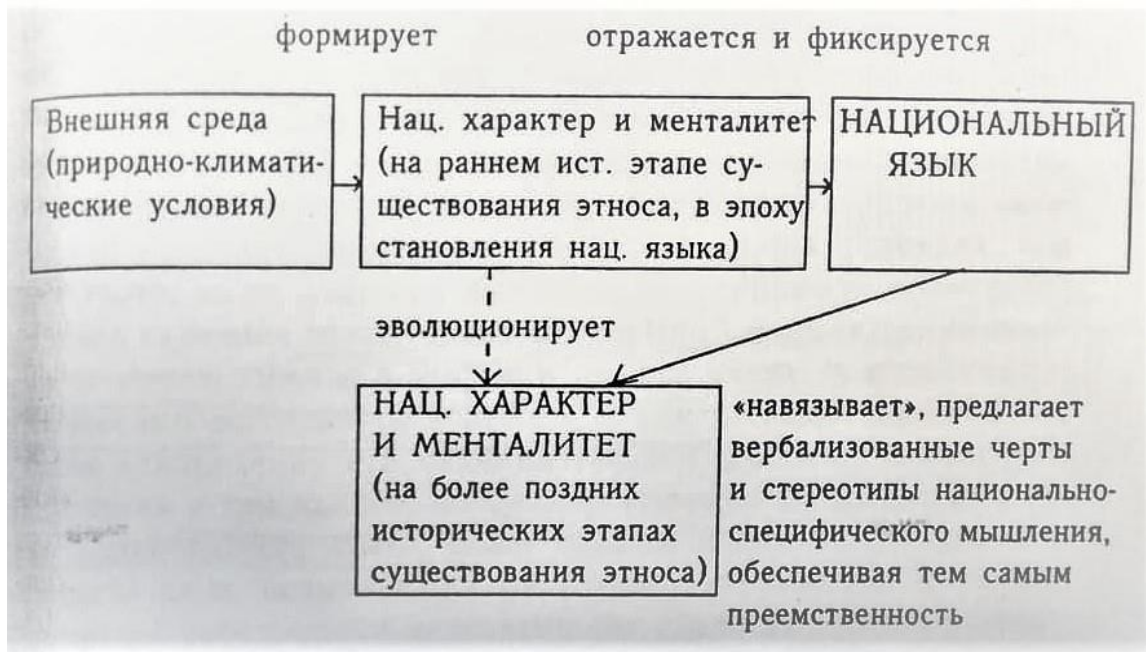 формирует
отражается и фиксируется
Внешняя среда
(природно-климати-
ческие условия)
Нац. характер и менталитет
(на раннем ист. этапе су-
ществования этноса, в эпоху
становления нац. языка)
НАЦИОНАЛЬНЫЙ
ЯЗЫК
эволюционирует
НАЦ. ХАРАКТЕР
И МЕНТАЛИТЕТ
(на более поздних
исторических этапах
существования этноса)
«навязывает», предлагает
вербализованные черты
и стереотипы национально-
специфического мышления,
обеспечивая тем самым
преемственность